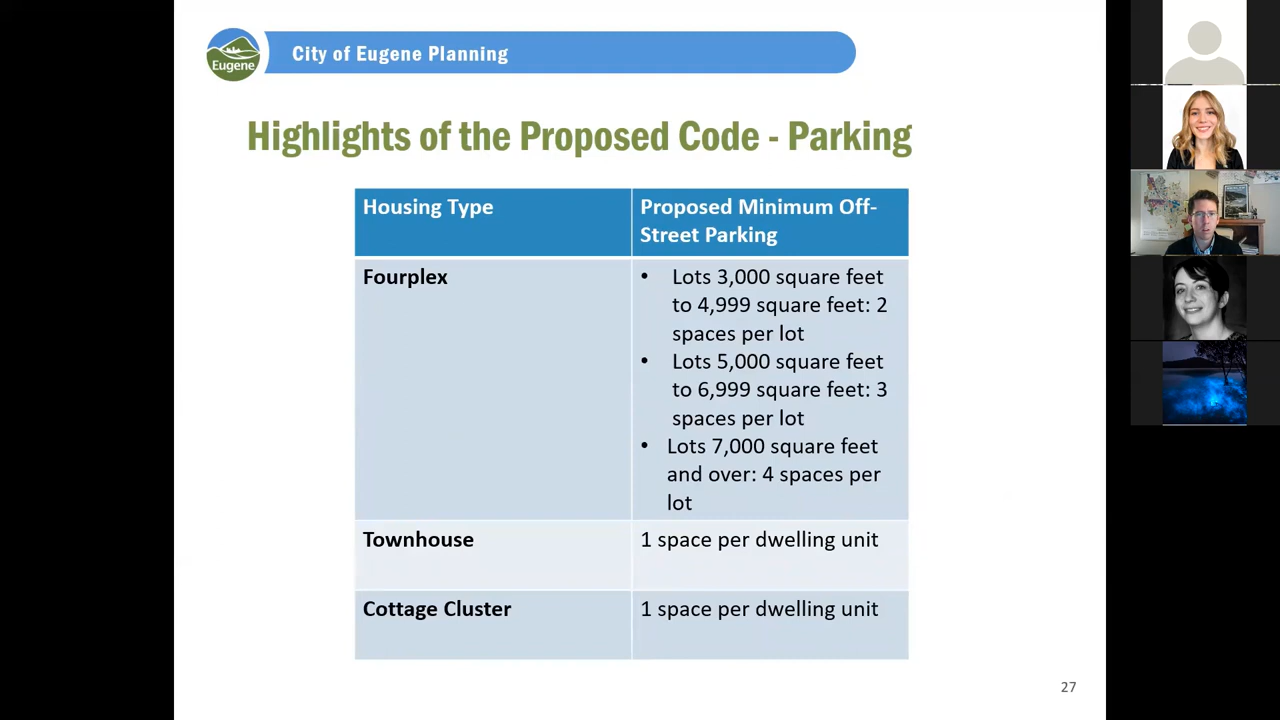 City of Eugene Planning
Eugene
Highlights of the Proposed Code - Parking
Housing Type
Proposed Minimum Off-
Street Parking
Fourplex
• Lots 3,000 square feet
to 4,999 square feet: 2
spaces per lot
• Lots 5,000 square feet
to 6,999 square feet: 3
spaces per lot
• Lots 7,000 square feet
and over: 4 spaces per
lot
Townhouse
1 space per dwelling unit
Cottage Cluster
1 space per dwelling unit
27